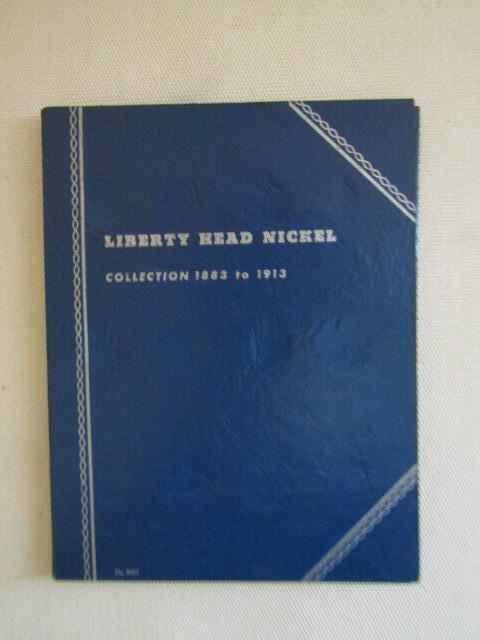 LIBERTY HEAD NICKEL
COLLECTION 1883 to 1913